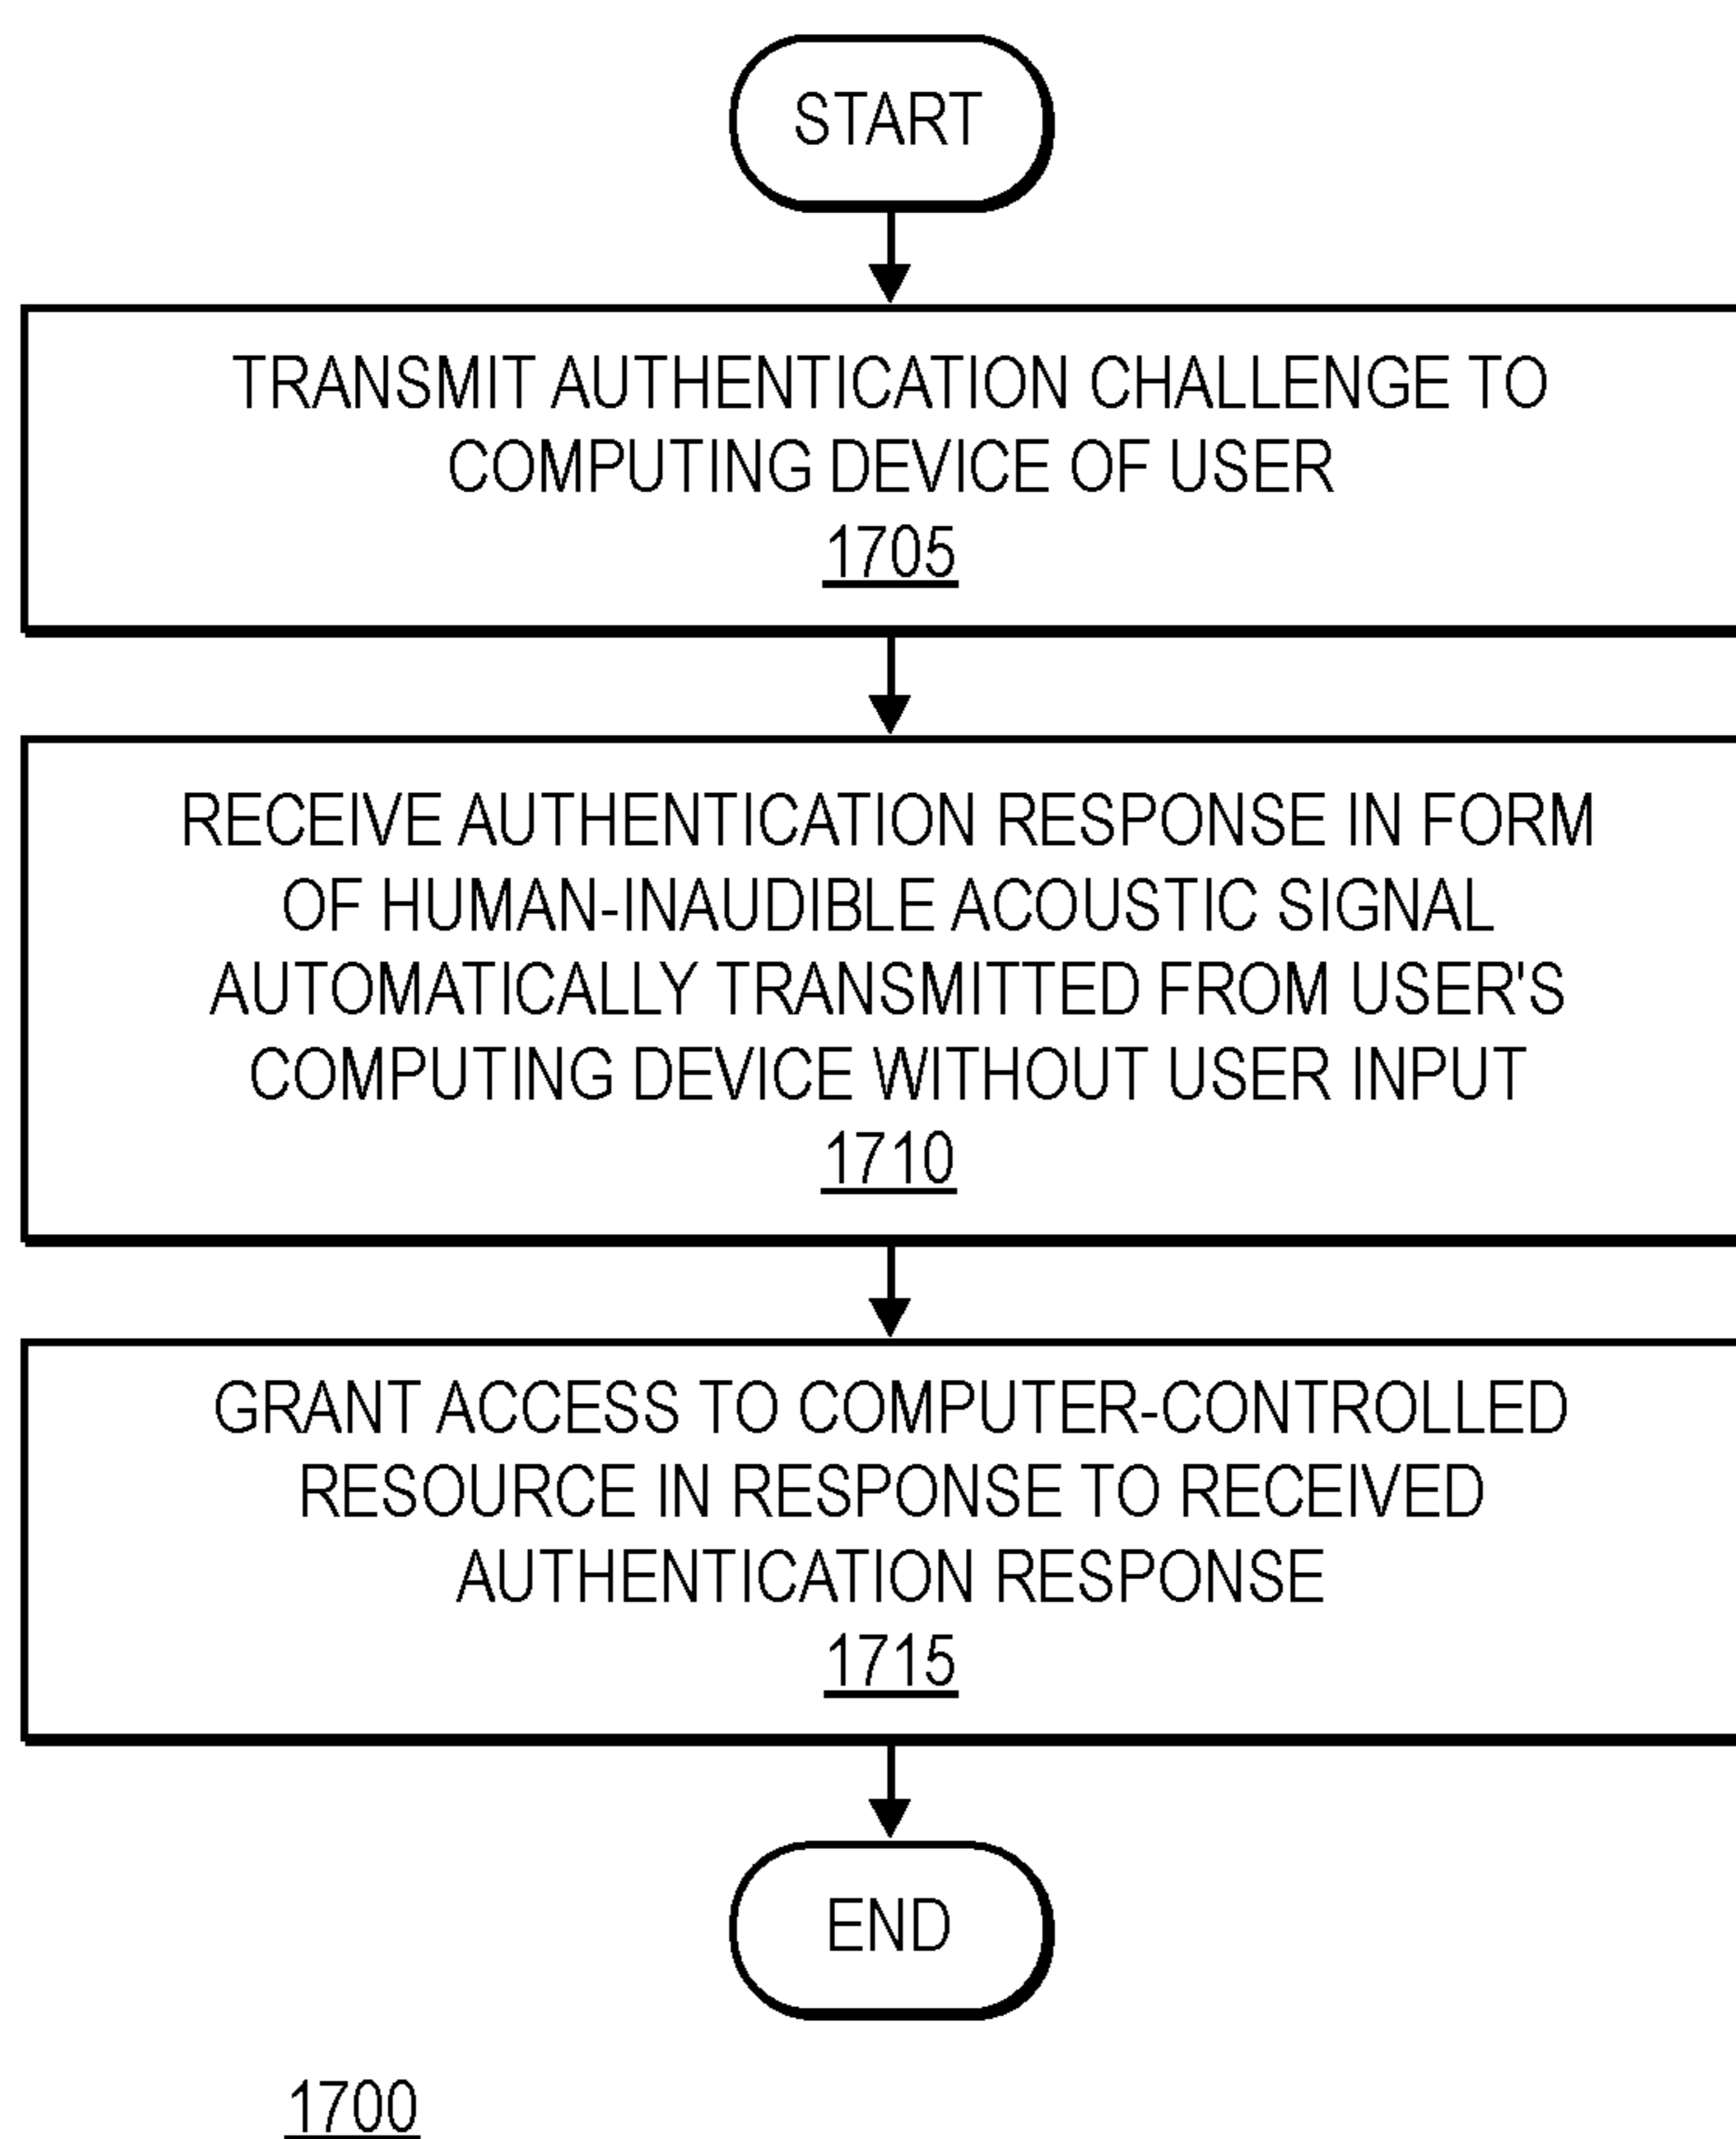 START
TRANSMIT AUTHENTICATION CHALLENGE TO
COMPUTING DEVICE OF USER
1705
RECEIVE AUTHENTICATION RESPONSE IN FORM
OF HUMAN-INAUDIBLE ACOUSTIC SIGNAL
AUTOMATICALLY TRANSMITTED FROM USER'S
COMPUTING DEVICE WITHOUT USER INPUT
1710
GRANT ACCESS TO COMPUTER-CONTROLLED
RESOURCE IN RESPONSE TO RECEIVED
AUTHENTICATION RESPONSE
1715
END
1700